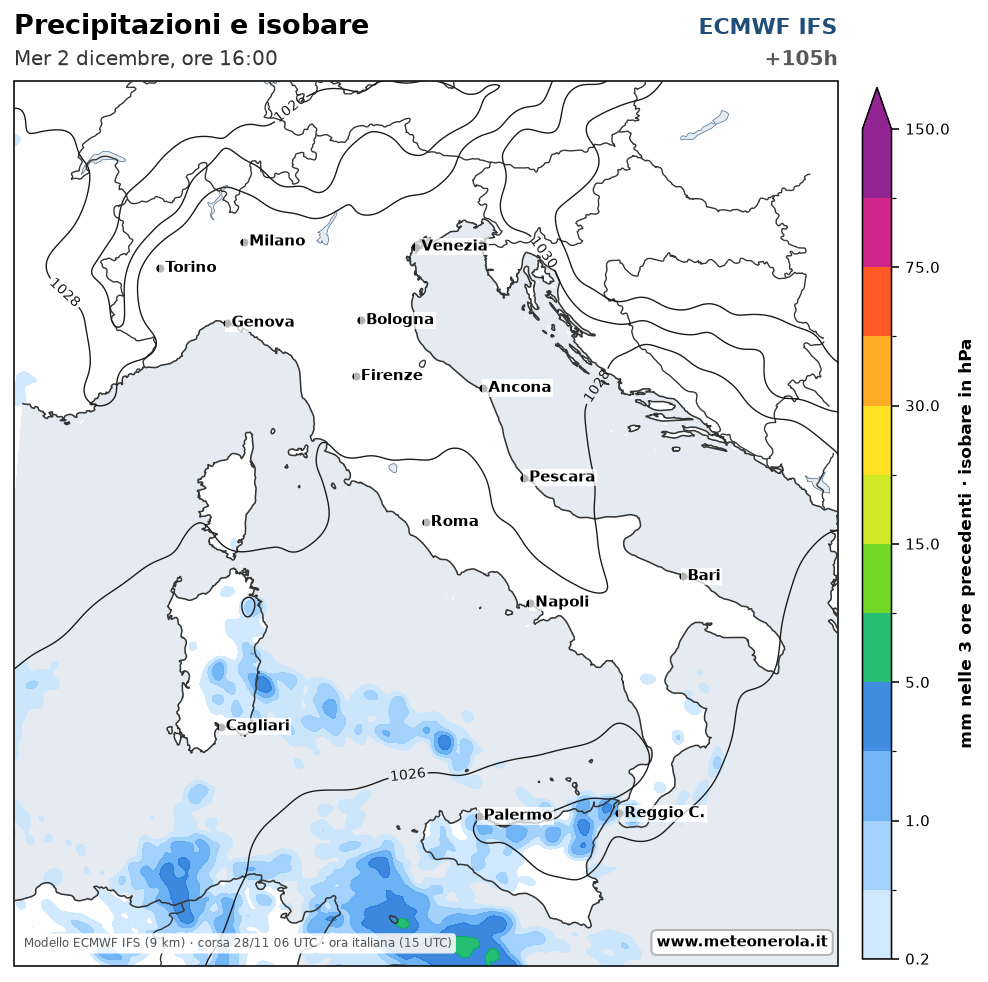 Precipitazioni e isobare
ECMWF IFS
Mer 2 dicembre, ore 16:00
+105h
1026
150.0
Milano
Venezia
Torino
1030
75.0
1028
Genova
Bologna
Firenze
Ancona
1028
30.0
Pescara
Roma
15.0
Bari
Napoli
5.0
Cagliari
1026
Palermo
Reggio C.
1.0
mm nelle 3 ore precedenti · isobare in hPa
Modello ECMWF IFS (9 km) · corsa 28/11 06 UTC · ora italiana (15 UTC)
www.meteonerola.it
0.2